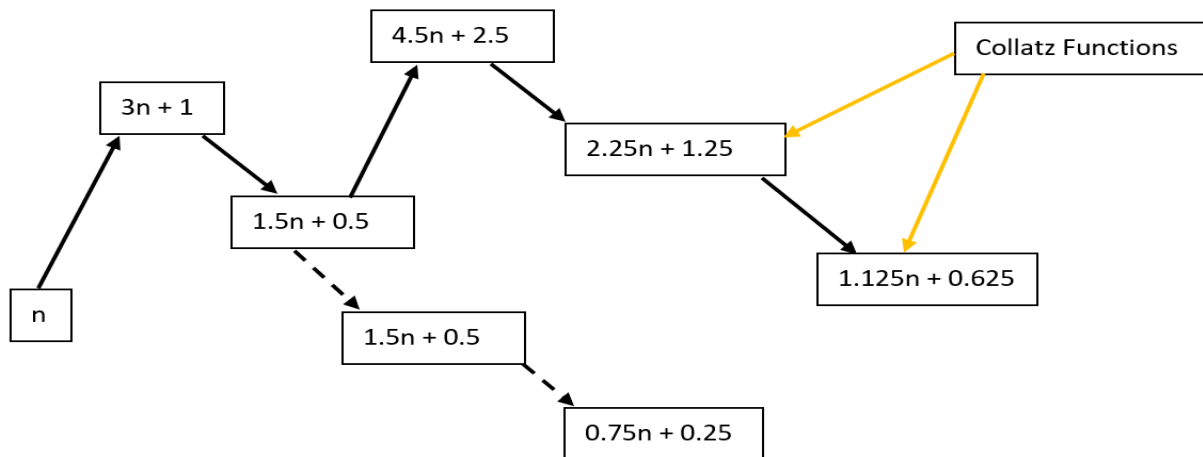 4.5n + 2.5
Collatz Functions
3n + 1
2.25n + 1.25
1.5n + 0.5
1.125n + 0.625
n
1.5n + 0.5
0.75n + 0.25